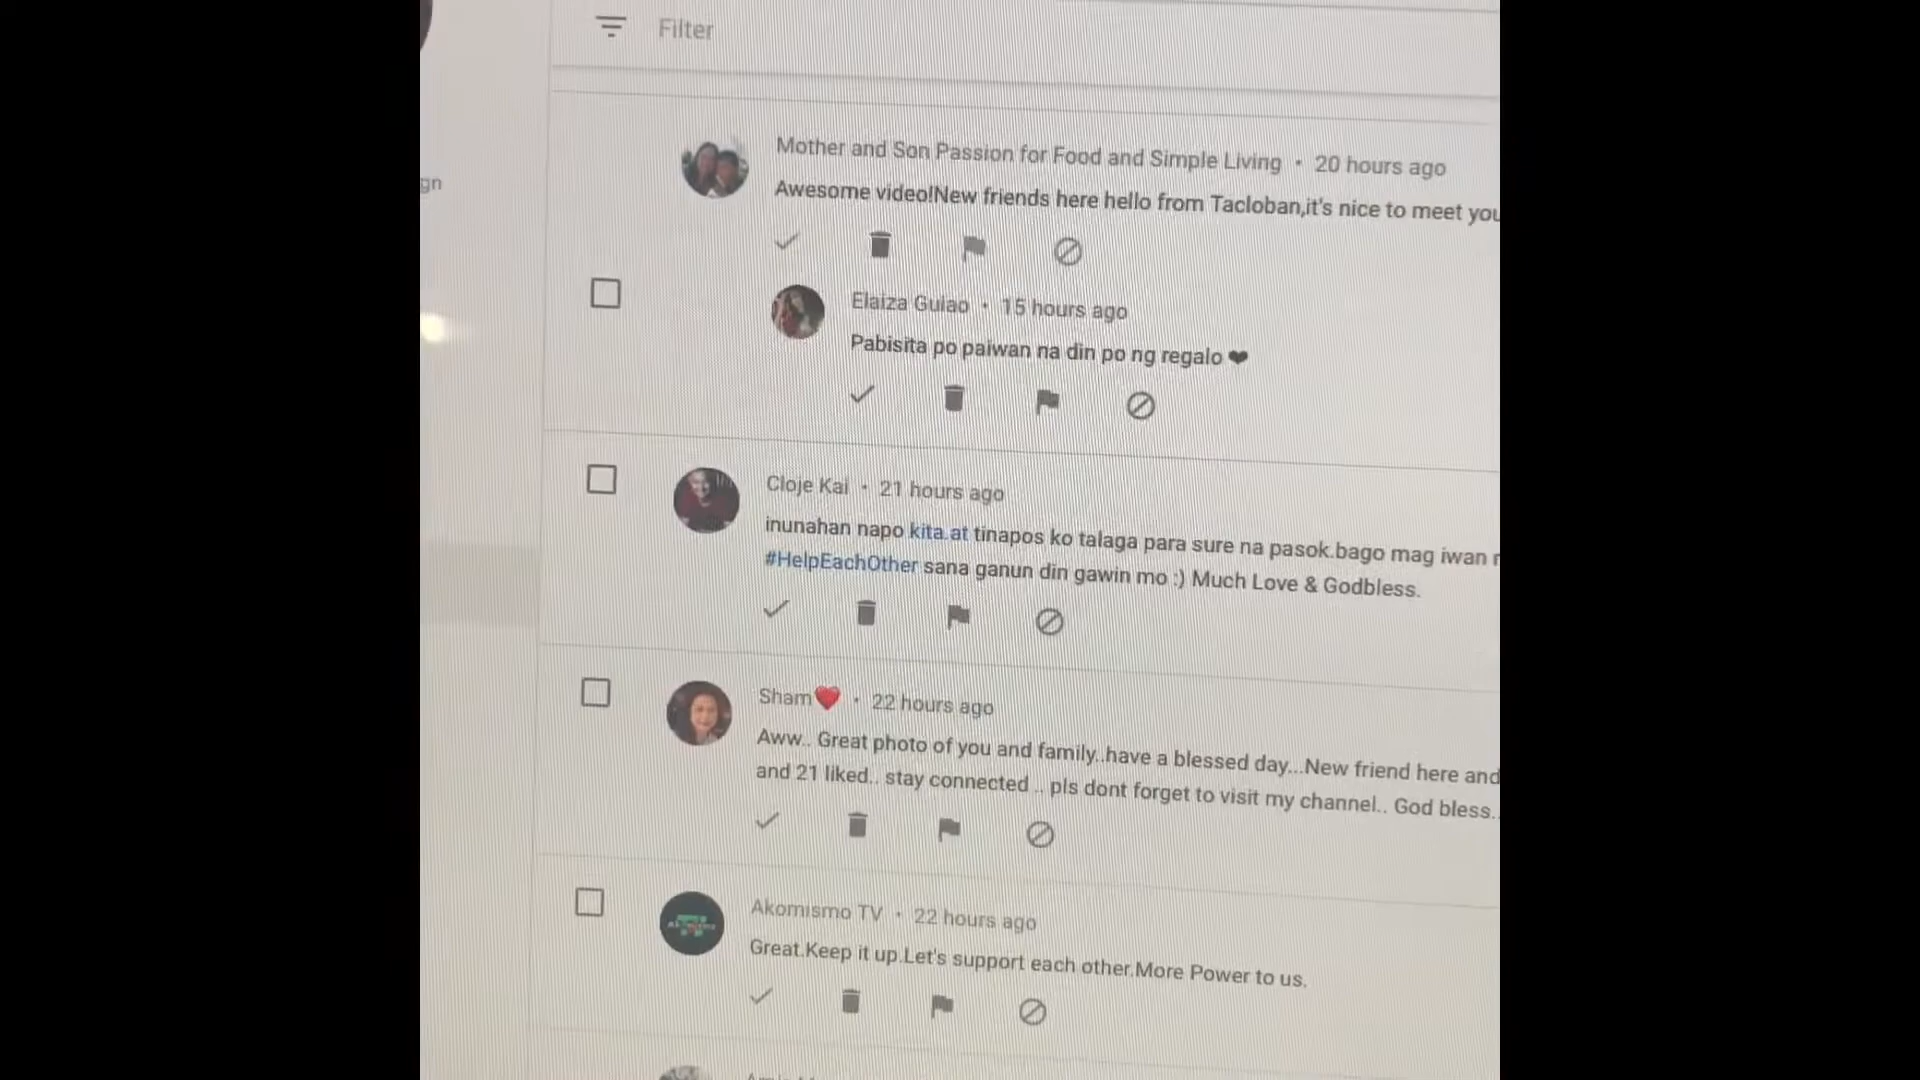 Filter
gn
Mother and Son Passion for Food and Simple Living • 20 hours ago
Awesome video!New friends here hello from Tacloban,it's nice to meet you
Elaiza Guiao • 15 hours ago
Pabisita po paiwan na din po ng regalo ❤
Cloje Kai • 21 hours ago
inunahan napo kita.at tinapos ko talaga para sure na pasok.bago mag iwan
#HelpEachOther sana ganun din gawin mo :) Much Love & Godbless.
Sham❤️ • 22 hours ago
Aww.. Great photo of you and family..have a blessed day...New friend here and
and 21 liked.. stay connected .. pls dont forget to visit my channel.. God bless..
Akomismo TV • 22 hours ago
Great.Keep it up.Let's support each other.More Power to us.